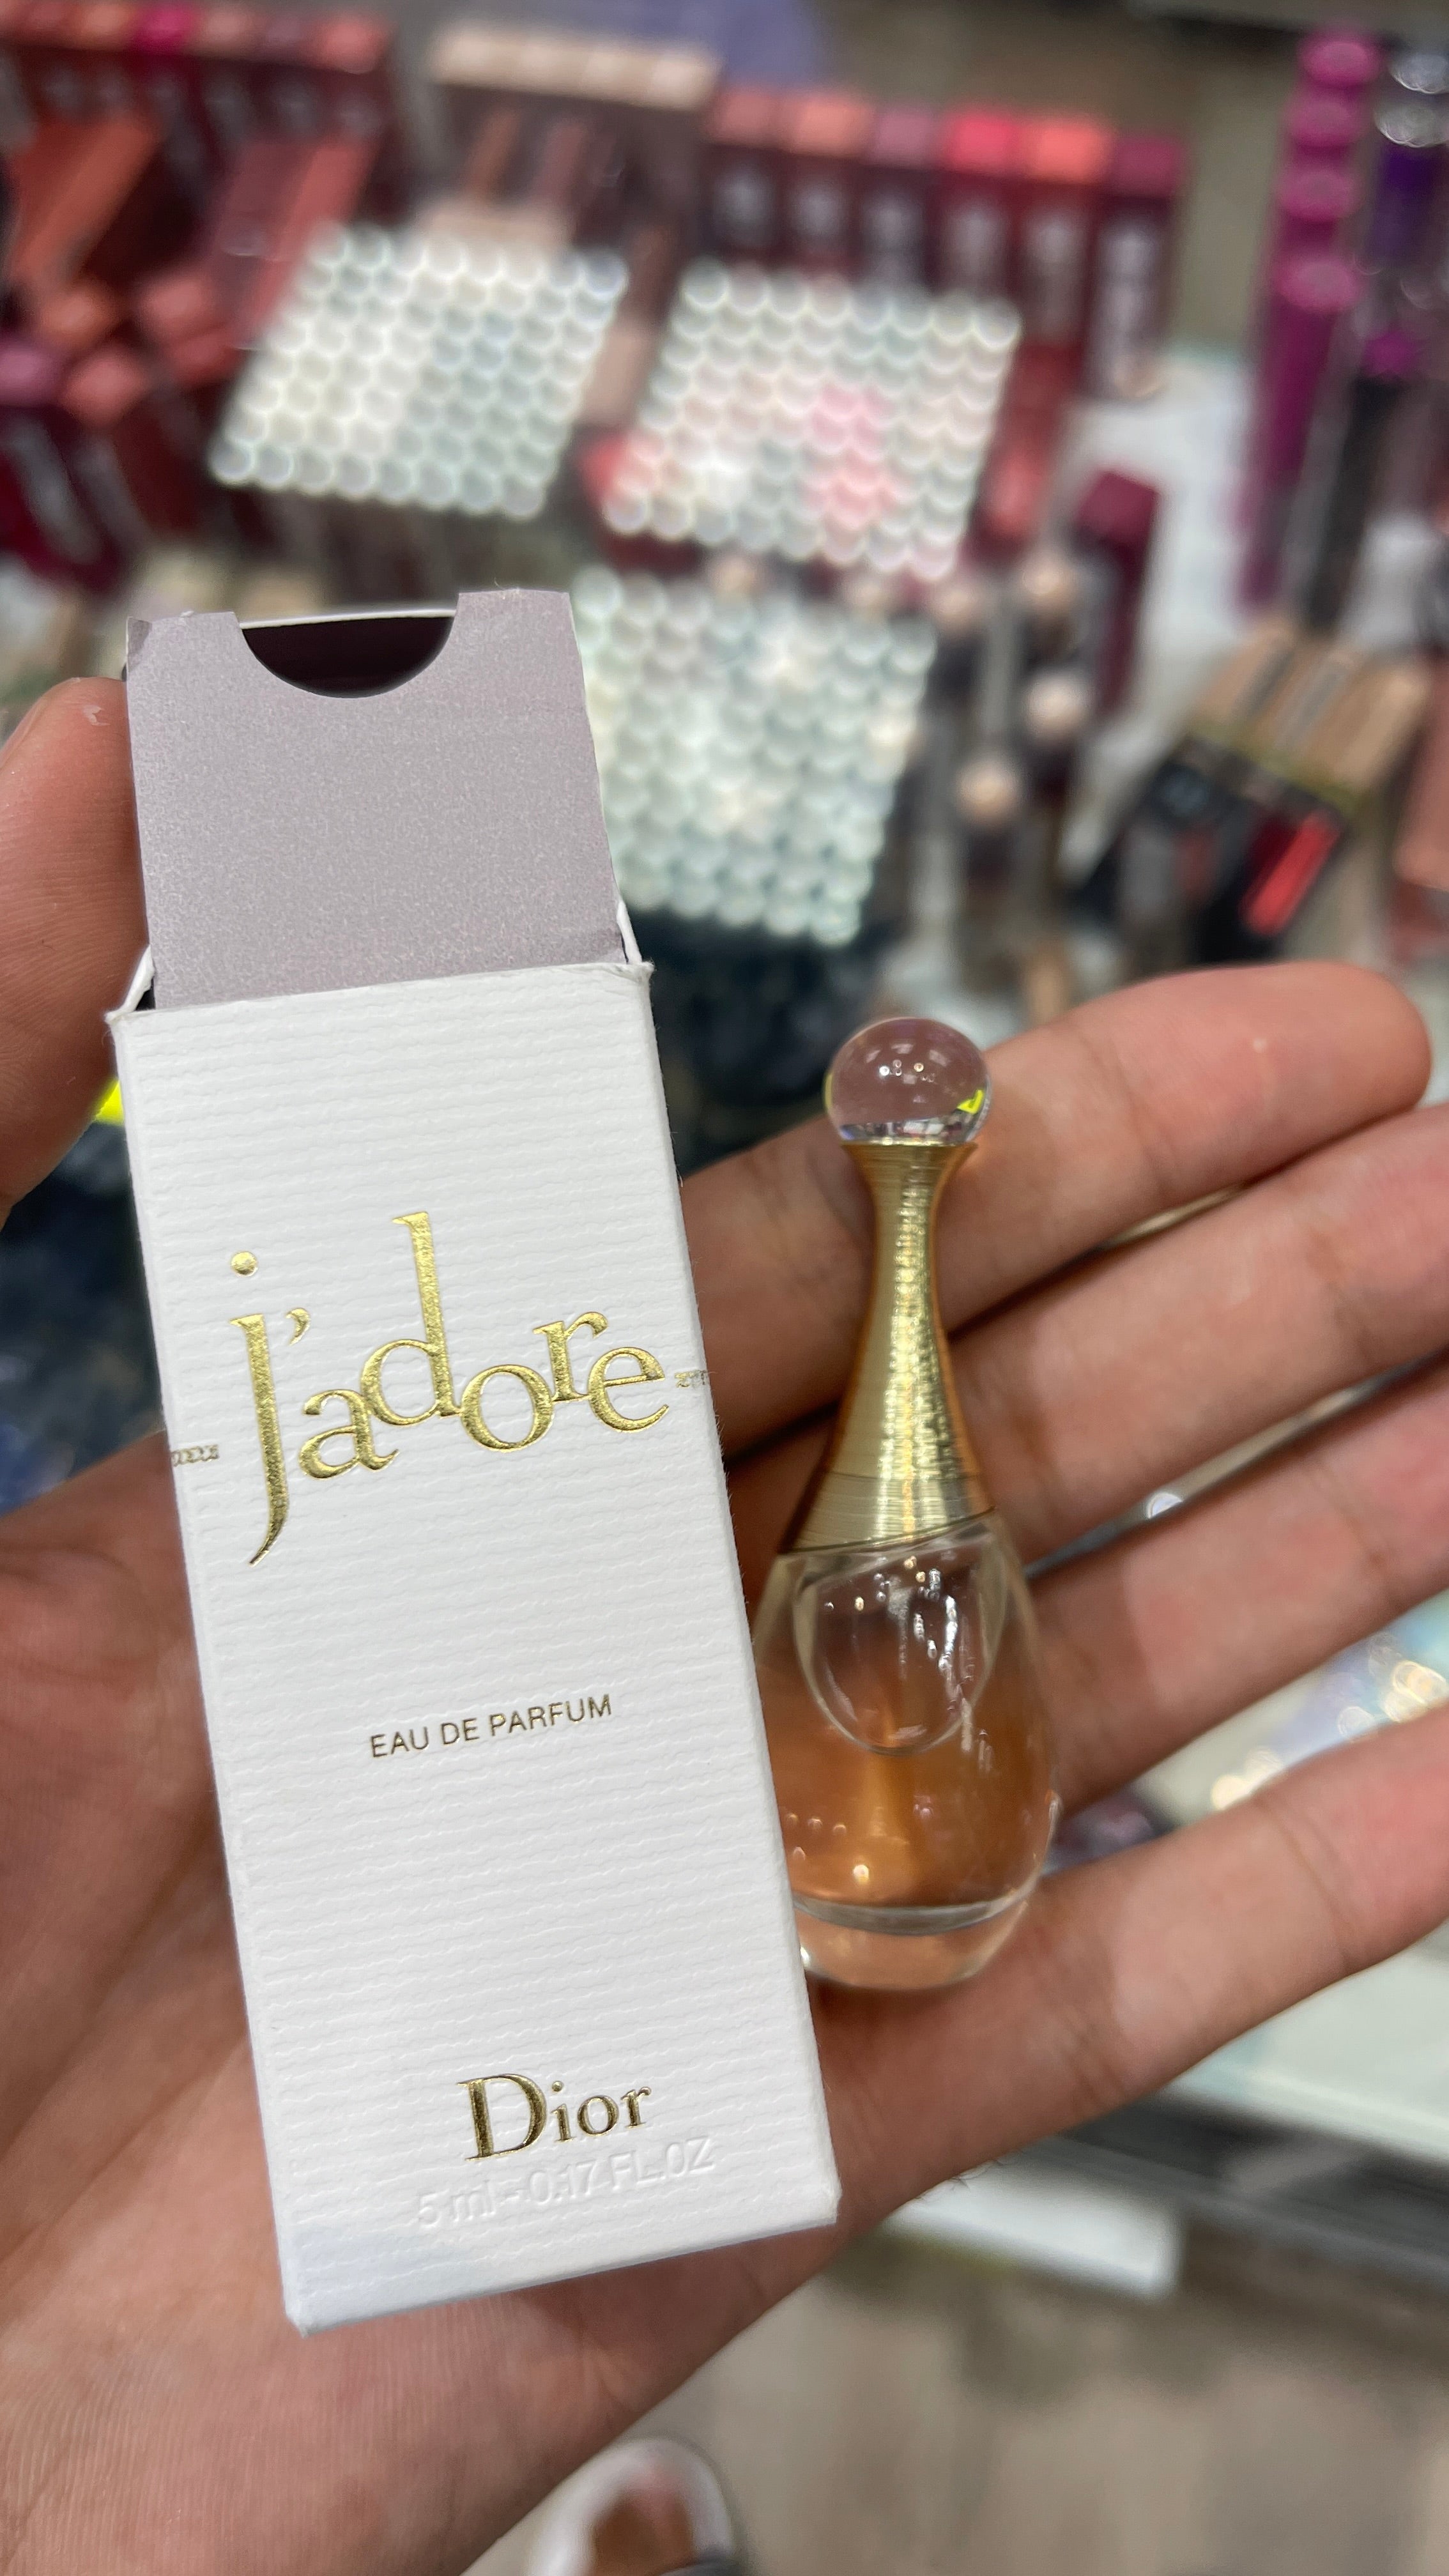 j'adore
EAU DE PARFUM
Dior
5 ml - 0.17 FL.OZ